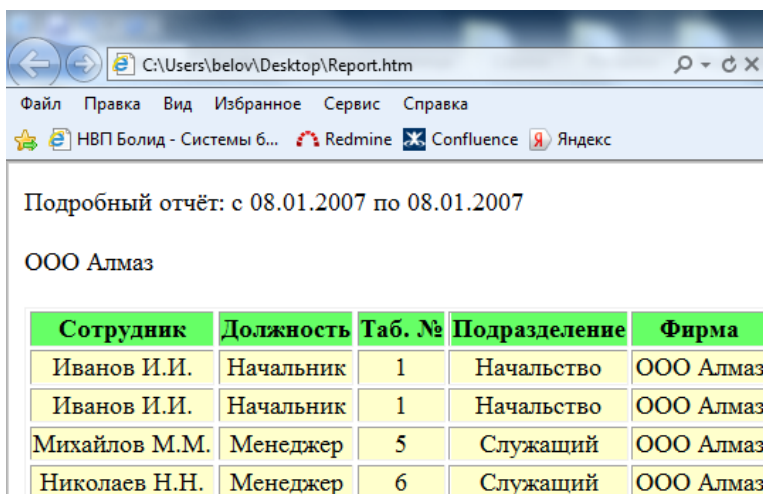 C:\Users\belov\Desktop\Report.htm
Файл Правка Вид Избранное Сервис Справка
НВП Болид - Системы б... Redmine Confluence Я Яндекс
Подробный отчёт: с 08.01.2007 по 08.01.2007
ООО Алмаз
Сотрудник Должность Таб. № Подразделение Фирма
Иванов И.И. Начальник 1 Начальство ООО Алмаз
Иванов И.И. Начальник 1 Начальство ООО Алмаз
Михайлов М.М. Менеджер 5 Служащий ООО Алмаз
Николаев Н.Н. Менеджер 6 Служащий ООО Алмаз